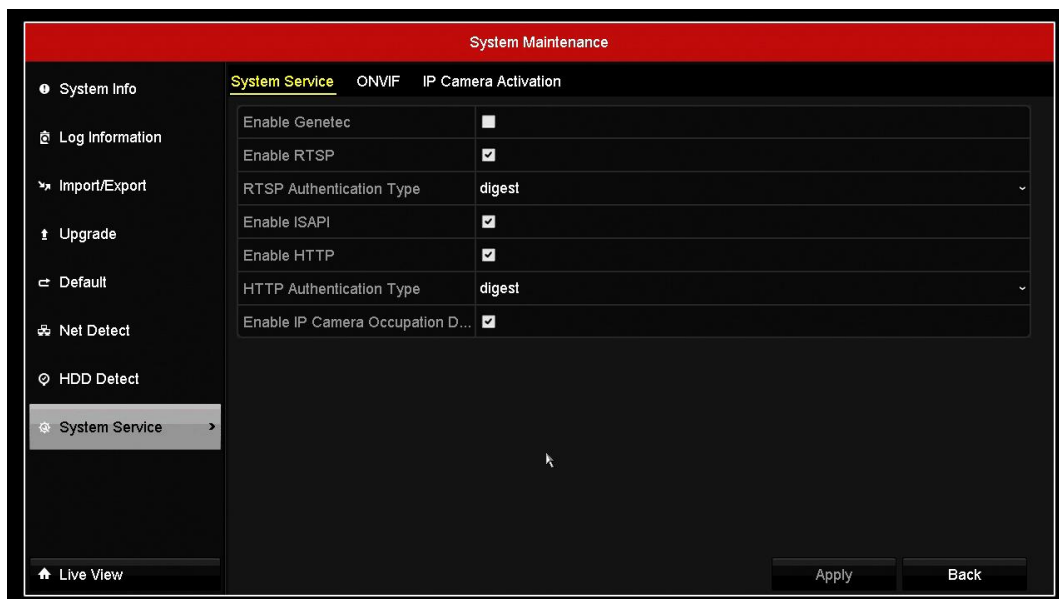 System Maintenance
System Info
Log Information
Import/Export
Upgrade
Default
Net Detect
HDD Detect
System Service
Live View
System Service ONVIF IP Camera Activation
Enable Genetec
Enable RTSP
RTSP Authentication Type digest
Enable ISAPI
Enable HTTP
HTTP Authentication Type digest
Enable IP Camera Occupation D...
Apply Back